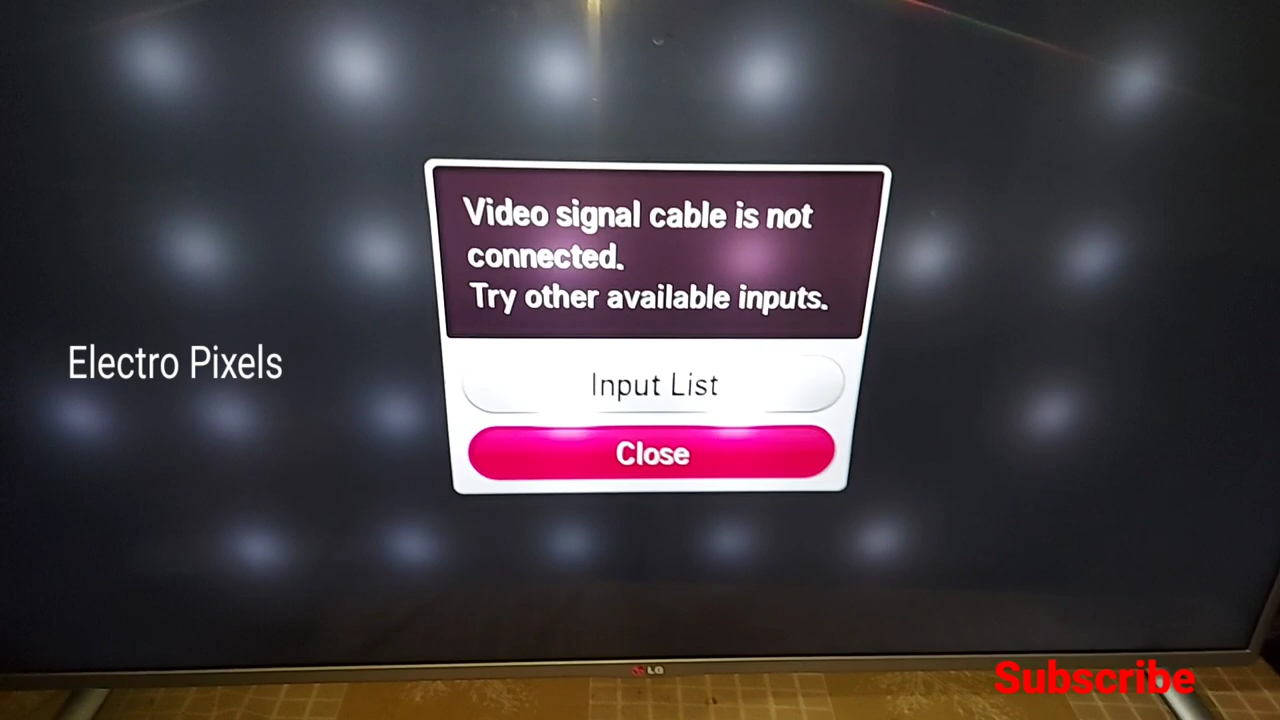 Video signal cable is not
connected.
Try other available inputs.
Electro Pixels
Input List
Close
LG
Subscribe